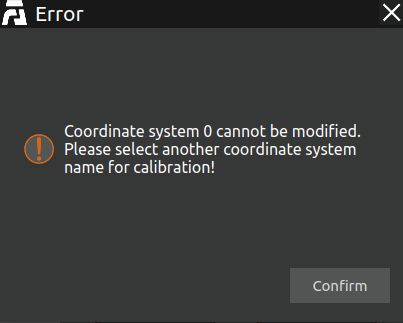 Error
Coordinate system 0 cannot be modified.
Please select another coordinate system
name for calibration!
Confirm